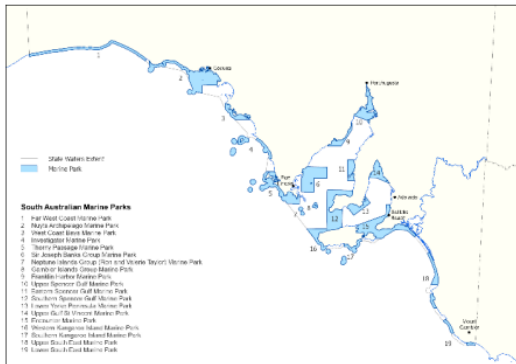 Ceduna
Port Augusta
Port Lincoln
Adelaide
Victor Harbor
Mount Gambier
State Waters Extent
Marine Park
South Australian Marine Parks
1 Far West Coast Marine Park
2 Nuyts Archipelago Marine Park
3 West Coast Bays Marine Park
4 Investigator Marine Park
5 Thorny Passage Marine Park
6 Sir Joseph Banks Group Marine Park
7 Neptune Islands Group (Ron and Valerie Taylor) Marine Park
8 Gambier Islands Group Marine Park
9 Franklin Harbor Marine Park
10 Upper Spencer Gulf Marine Park
11 Eastern Spencer Gulf Marine Park
12 Southern Spencer Gulf Marine Park
13 Lower Yorke Peninsula Marine Park
14 Upper Gulf St Vincent Marine Park
15 Encounter Marine Park
16 Western Kangaroo Island Marine Park
17 Southern Kangaroo Island Marine Park
18 Upper South East Marine Park
19 Lower South East Marine Park
1
2
3
4
5
6
7
8
9
10
11
12
13
14
15
16
17
18
19